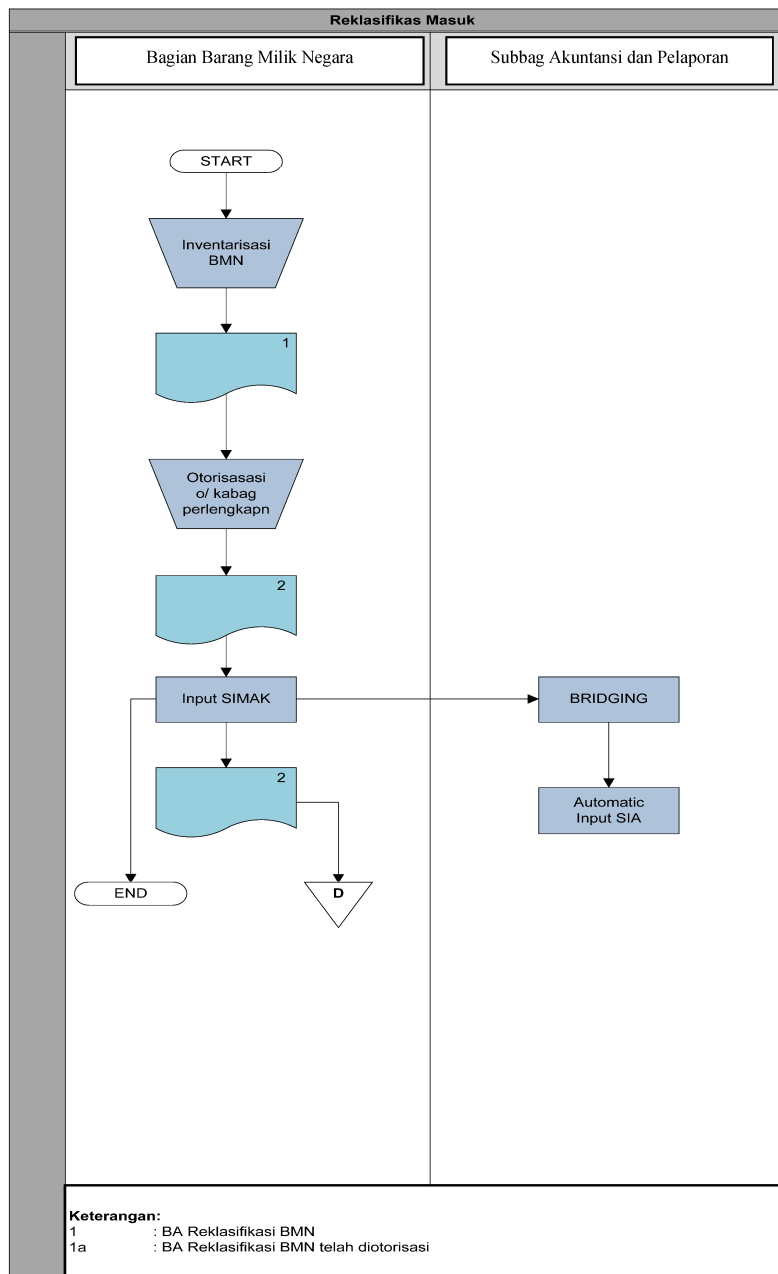 Reklasifikas Masuk
Bagian Barang Milik Negara
Subbag Akuntansi dan Pelaporan
START
Inventarisasi
BMN
1
Otorisasasi
o/ kabag
perlengkapn
2
Input SIMAK
BRIDGING
2
Automatic
Input SIA
END
D
Keterangan:
1 : BA Reklasifikasi BMN
1a : BA Reklasifikasi BMN telah diotorisasi